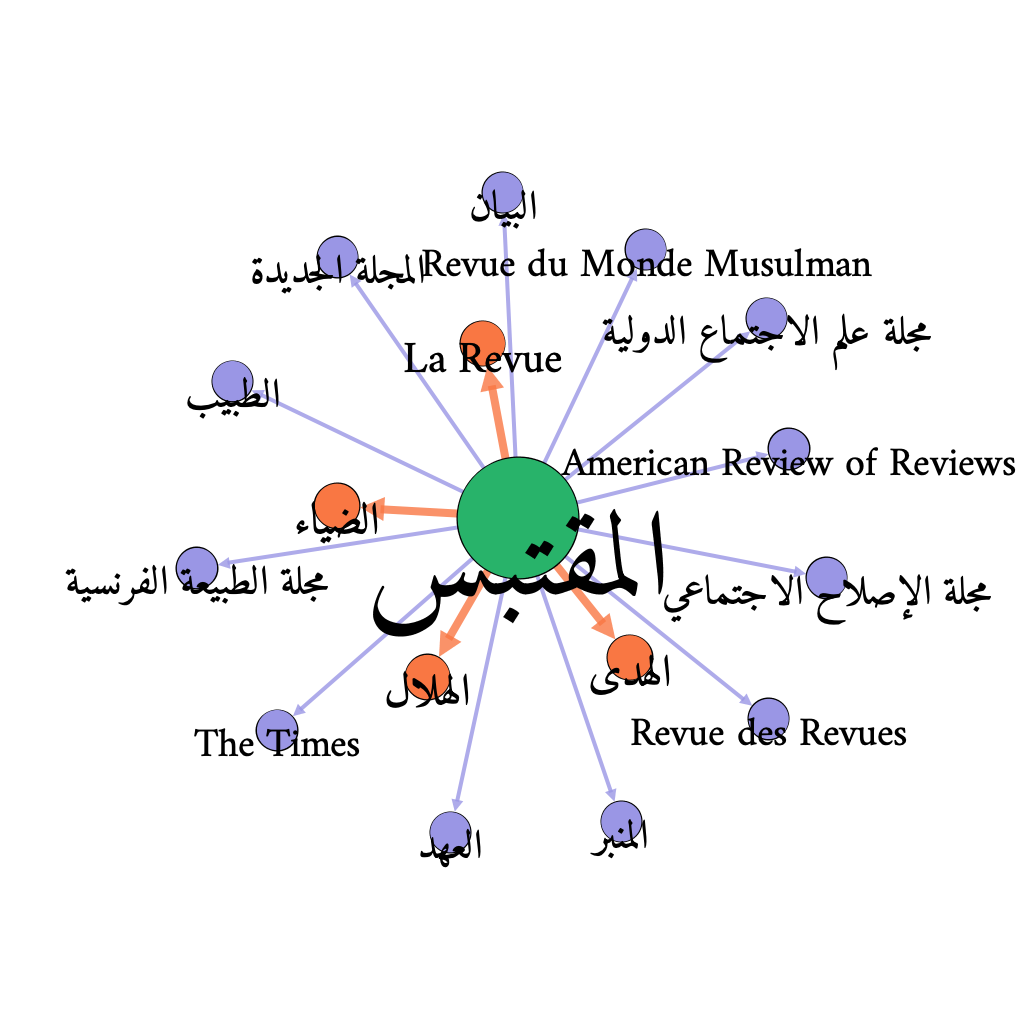 البيان
Revue du Monde Musulman
المجلة الجديدة
مجلة علم الاجتماع الدولية
La Revue
الطبيب
American Review of Reviews
الضياء
المقتبس
مجلة الطبيعة الفرنسية
مجلة الإصلاح الاجتماعي
الهدى
الهلال
Revue des Revues
The Times
المنبر
العهد